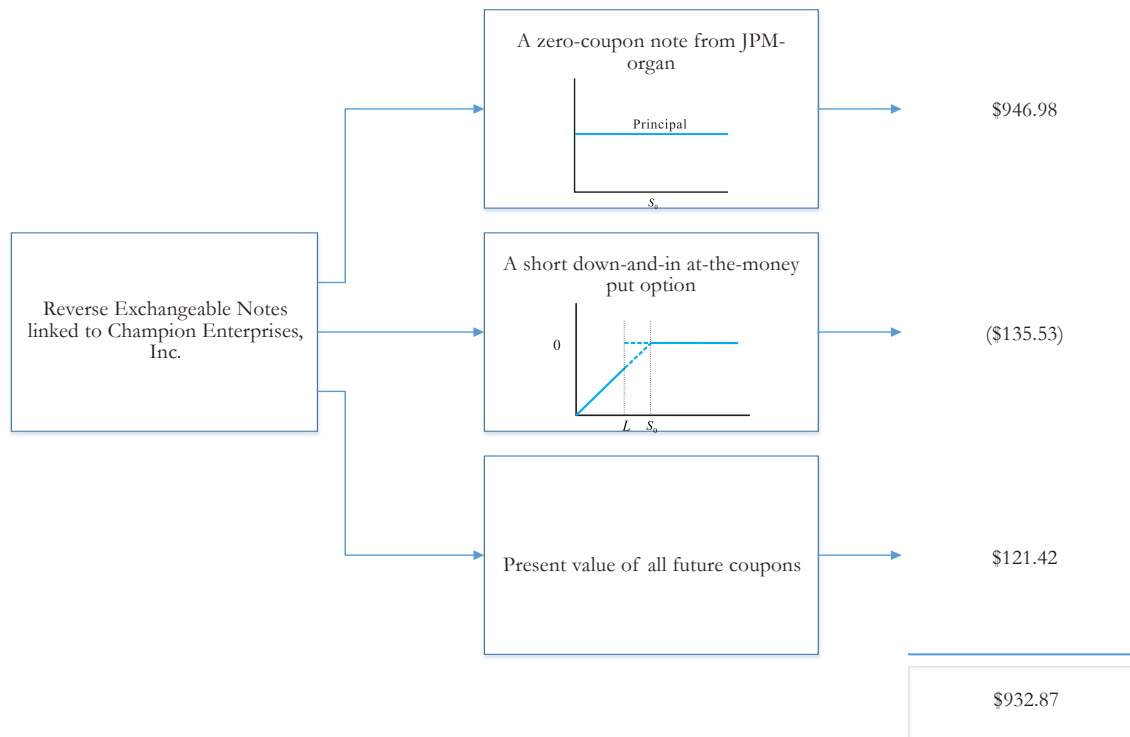 A zero-coupon note from JPM-
organ
Principal
S₀
$946.98
Reverse Exchangeable Notes
linked to Champion Enterprises,
Inc.
A short down-and-in at-the-money
put option
0
L S₀
($135.53)
Present value of all future coupons
$121.42
$932.87